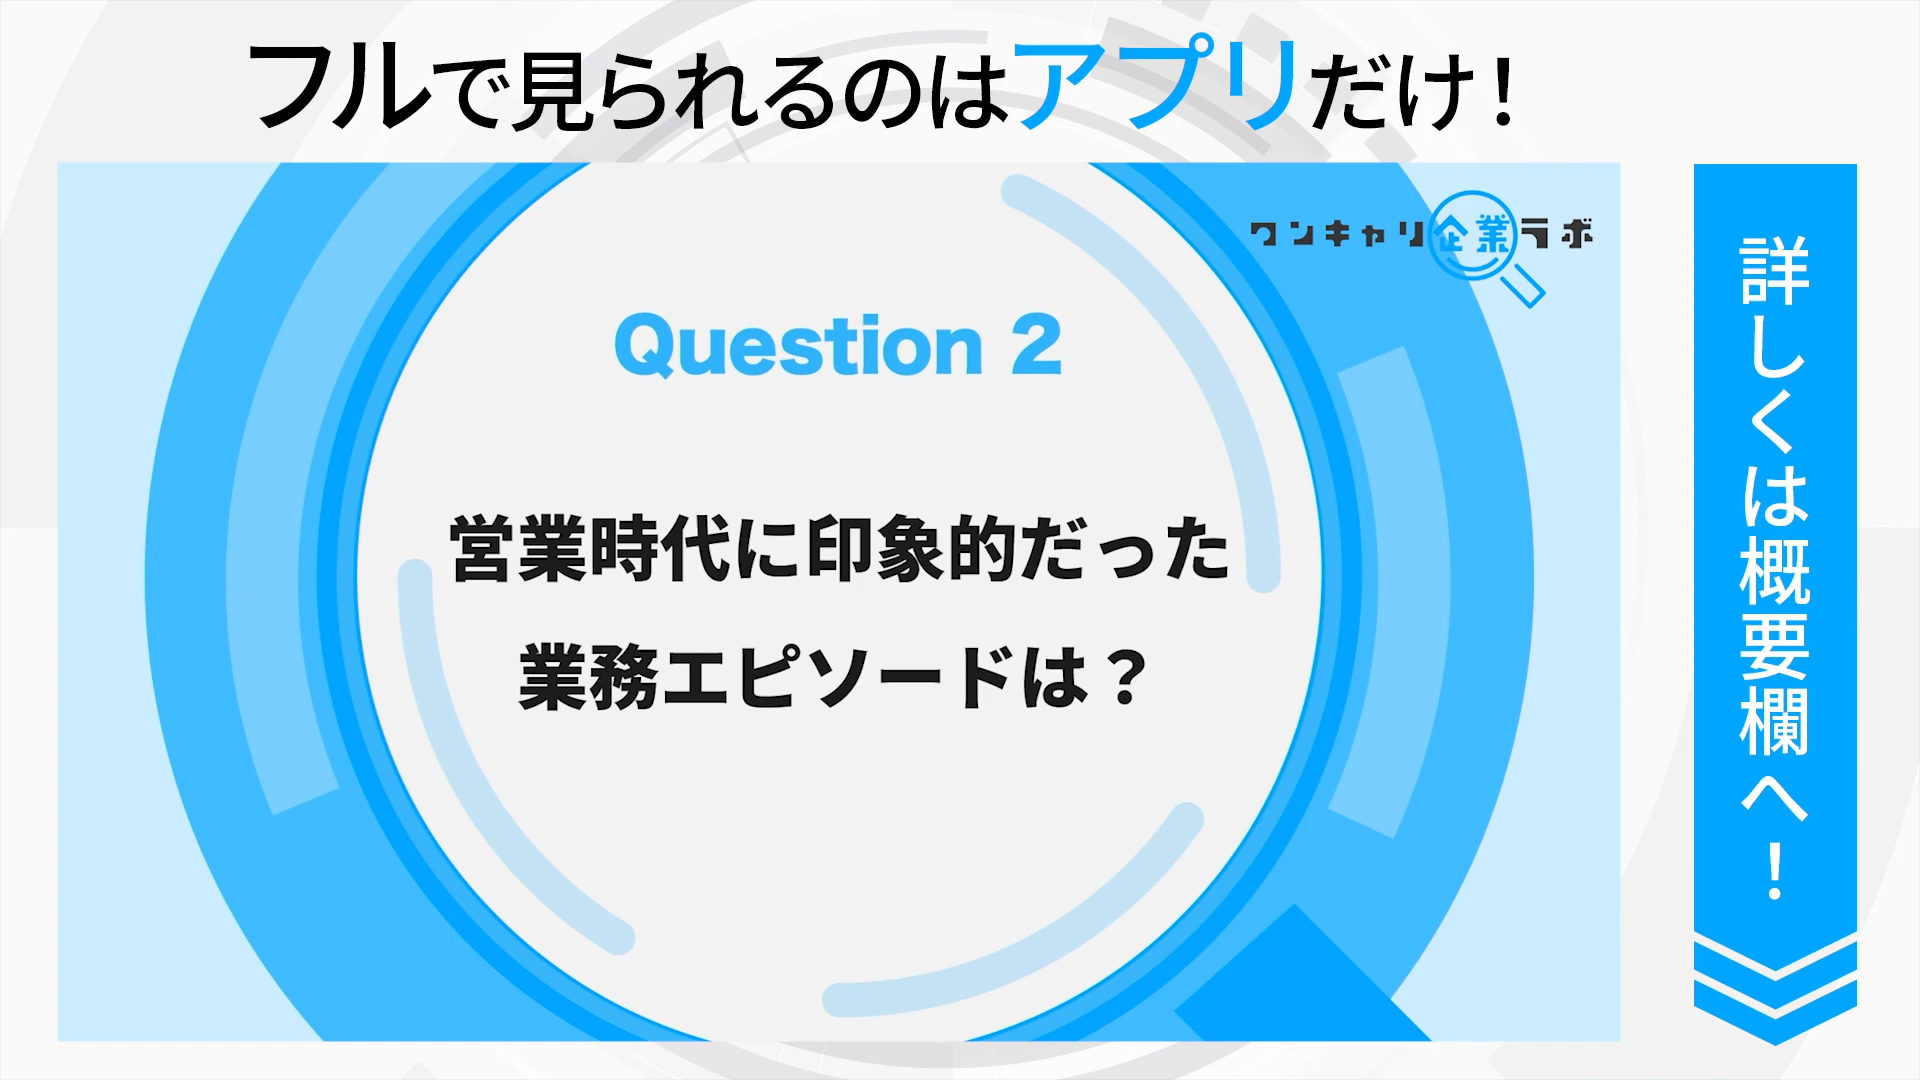 フルで見られるのはアプリだけ！
ワンキャリ企業ラボ
Question 2
営業時代に印象的だった
業務エピソードは？
詳しくは概要欄へ！